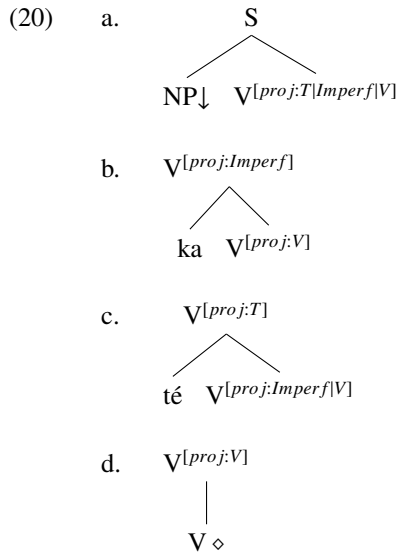 (20) a. S
NP↓ V[proj:T|Imperf|V]
b. V[proj:Imperf]
ka V[proj:V]
c. V[proj:T]
té V[proj:Imperf|V]
d. V[proj:V]
V ⋄